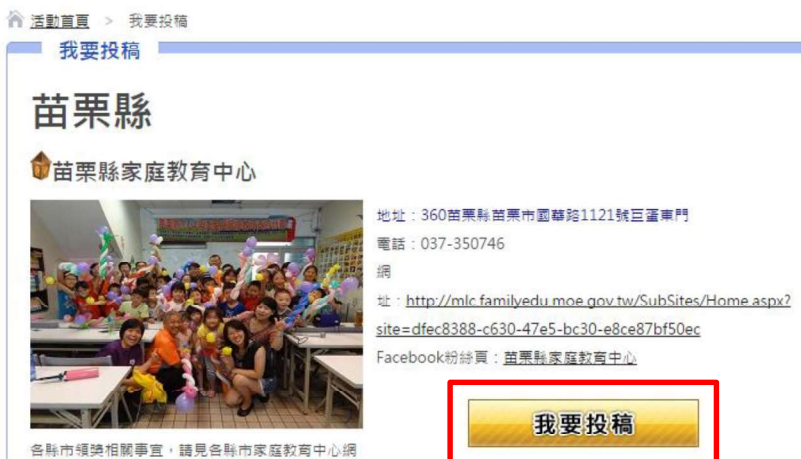 活動首頁 > 我要投稿
我要投稿
苗栗縣
苗栗縣家庭教育中心
地址：360苗栗縣苗栗市國華路1121號巨蛋東門
電話：037-350746
網
址：http://mlc.familyedu.moe.gov.tw/SubSites/Home.aspx?
site=dfec8388-c630-47e5-bc30-e8ce87bf50ec
Facebook粉絲頁：苗栗縣家庭教育中心
我要投稿
各縣市領獎相關事宜，請見各縣市家庭教育中心網